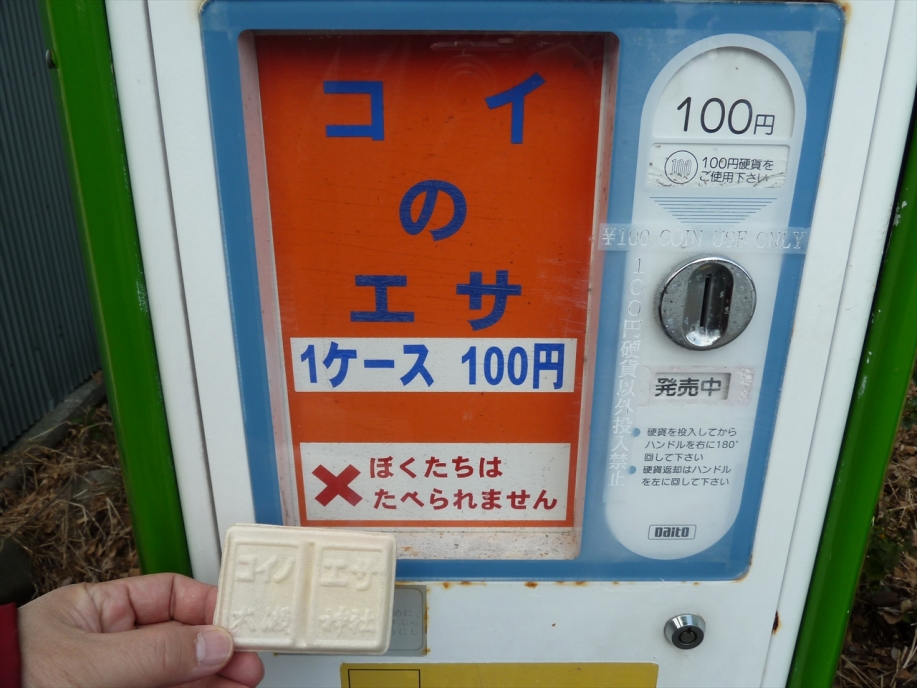 コイ
の
エサ
1ケース 100円
×ぼくたちは
たべられません
100円
100
100円硬貨を
ご使用下さい
¥100 COIN USE ONLY
100円硬貨以外投入禁止
発売中
● 硬貨を投入してから
ハンドルを右に180°
回して下さい
● 硬貨返却はハンドル
を左に回して下さい
Daito
コイノ エサ